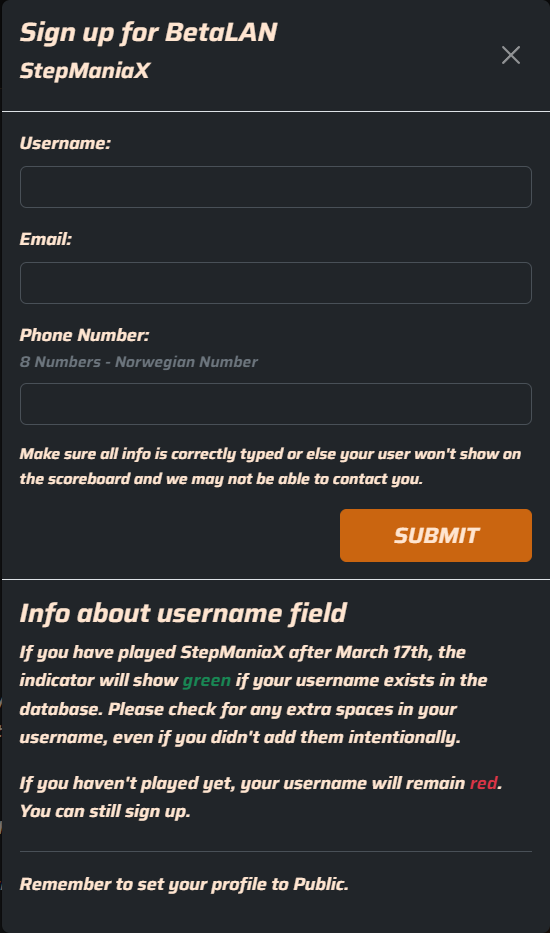 Sign up for BetaLAN
StepManiaX
Username:
Email:
Phone Number:
8 Numbers - Norwegian Number
Make sure all info is correctly typed or else your user won't show on
the scoreboard and we may not be able to contact you.
SUBMIT
Info about username field
If you have played StepManiaX after March 17th, the
indicator will show green if your username exists in the
database. Please check for any extra spaces in your
username, even if you didn't add them intentionally.
If you haven't played yet, your username will remain red.
You can still sign up.
Remember to set your profile to Public.